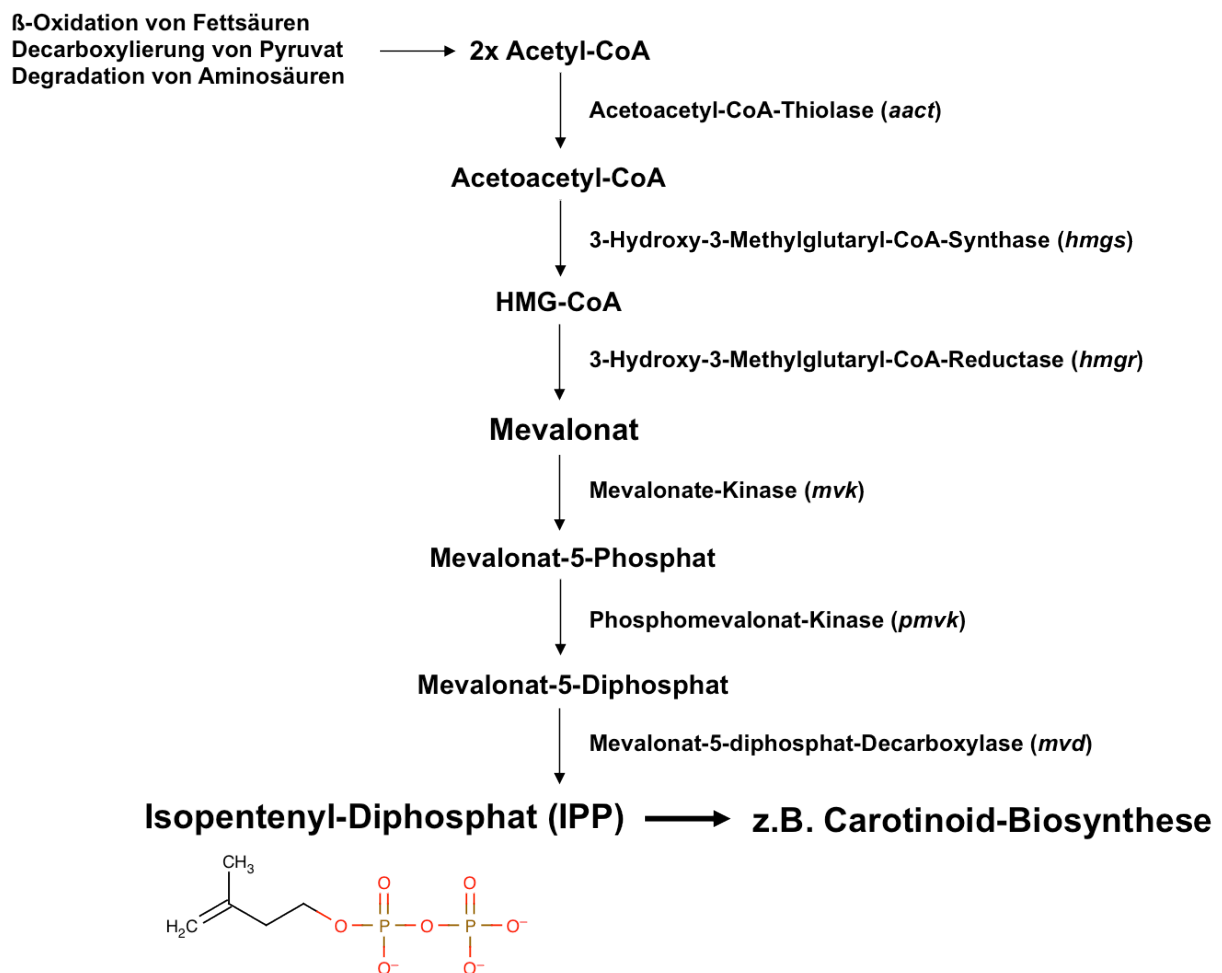 ß-Oxidation von Fettsäuren
Decarboxylierung von Pyruvat
Degradation von Aminosäuren
2x Acetyl-CoA
Acetoacetyl-CoA-Thiolase (aact)
Acetoacetyl-CoA
3-Hydroxy-3-Methylglutaryl-CoA-Synthase (hmgs)
HMG-CoA
3-Hydroxy-3-Methylglutaryl-CoA-Reductase (hmgr)
Mevalonat
Mevalonate-Kinase (mvk)
Mevalonat-5-Phosphat
Phosphomevalonat-Kinase (pmvk)
Mevalonat-5-Diphosphat
Mevalonat-5-diphosphat-Decarboxylase (mvd)
Isopentenyl-Diphosphat (IPP)
z.B. Carotinoid-Biosynthese
CH₃
O O
H₂C O P O P O⁻
O⁻ O⁻